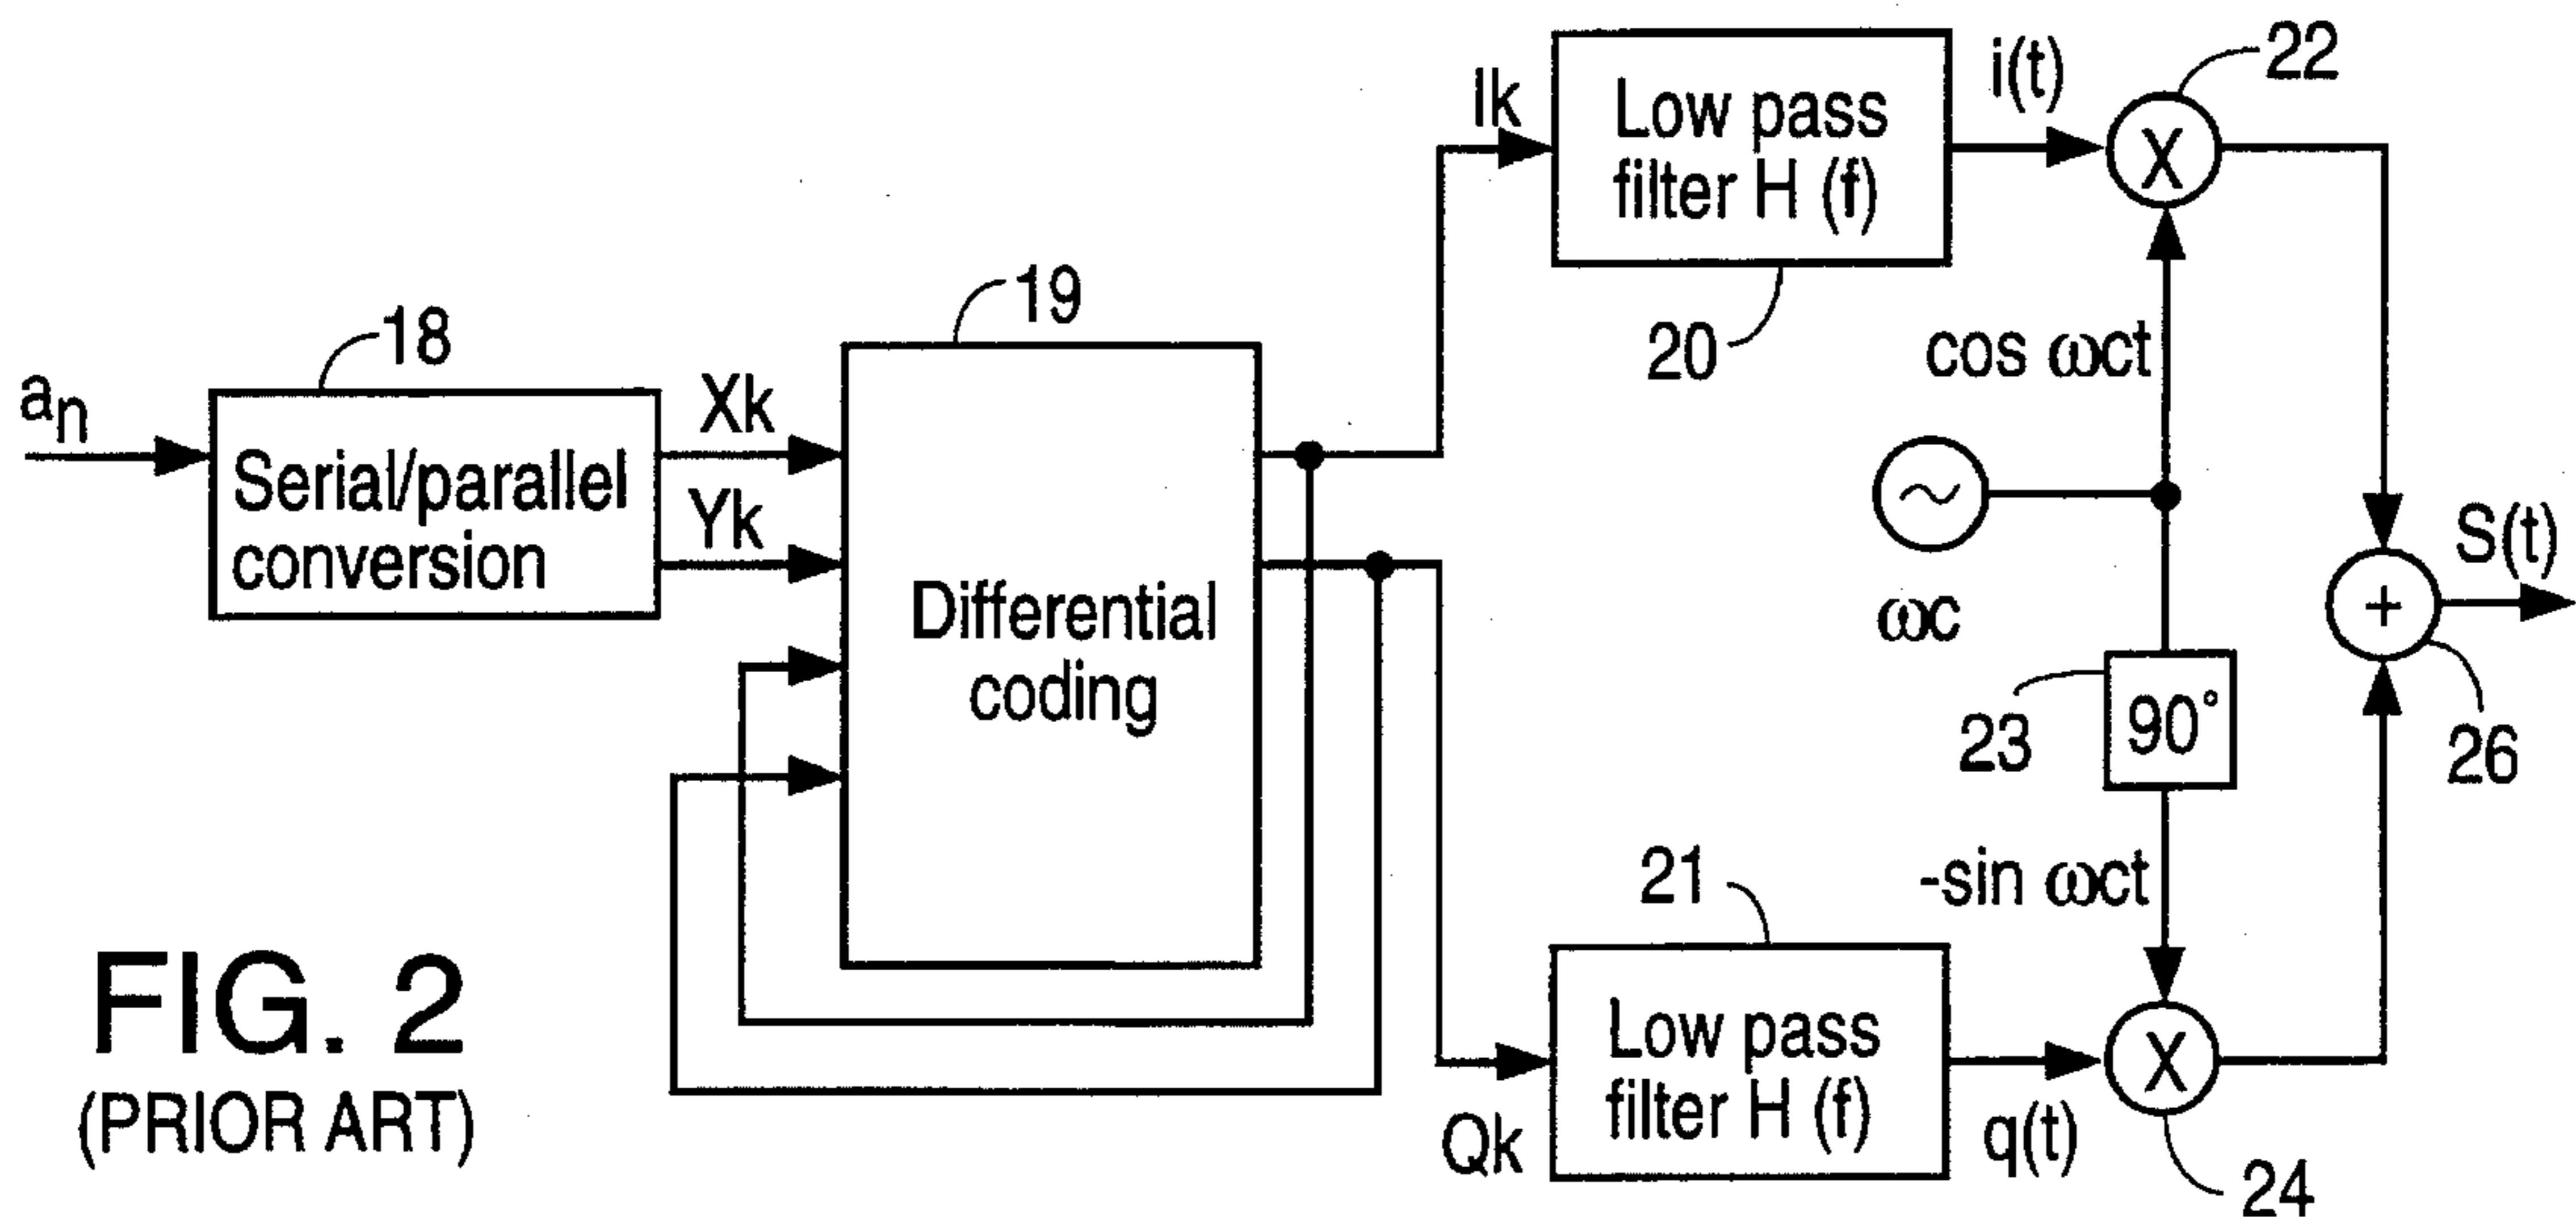 22
Ik
Low pass
filter H (f)
i(t)
X
19
18
20
cos ωct
an
Xk
Serial/parallel
conversion
Yk
~
S(t)
Differential
coding
ωc
+
23
90°
26
21
-sin ωct
FIG. 2
(PRIOR ART)
Low pass
filter H (f)
X
Qk
q(t)
24